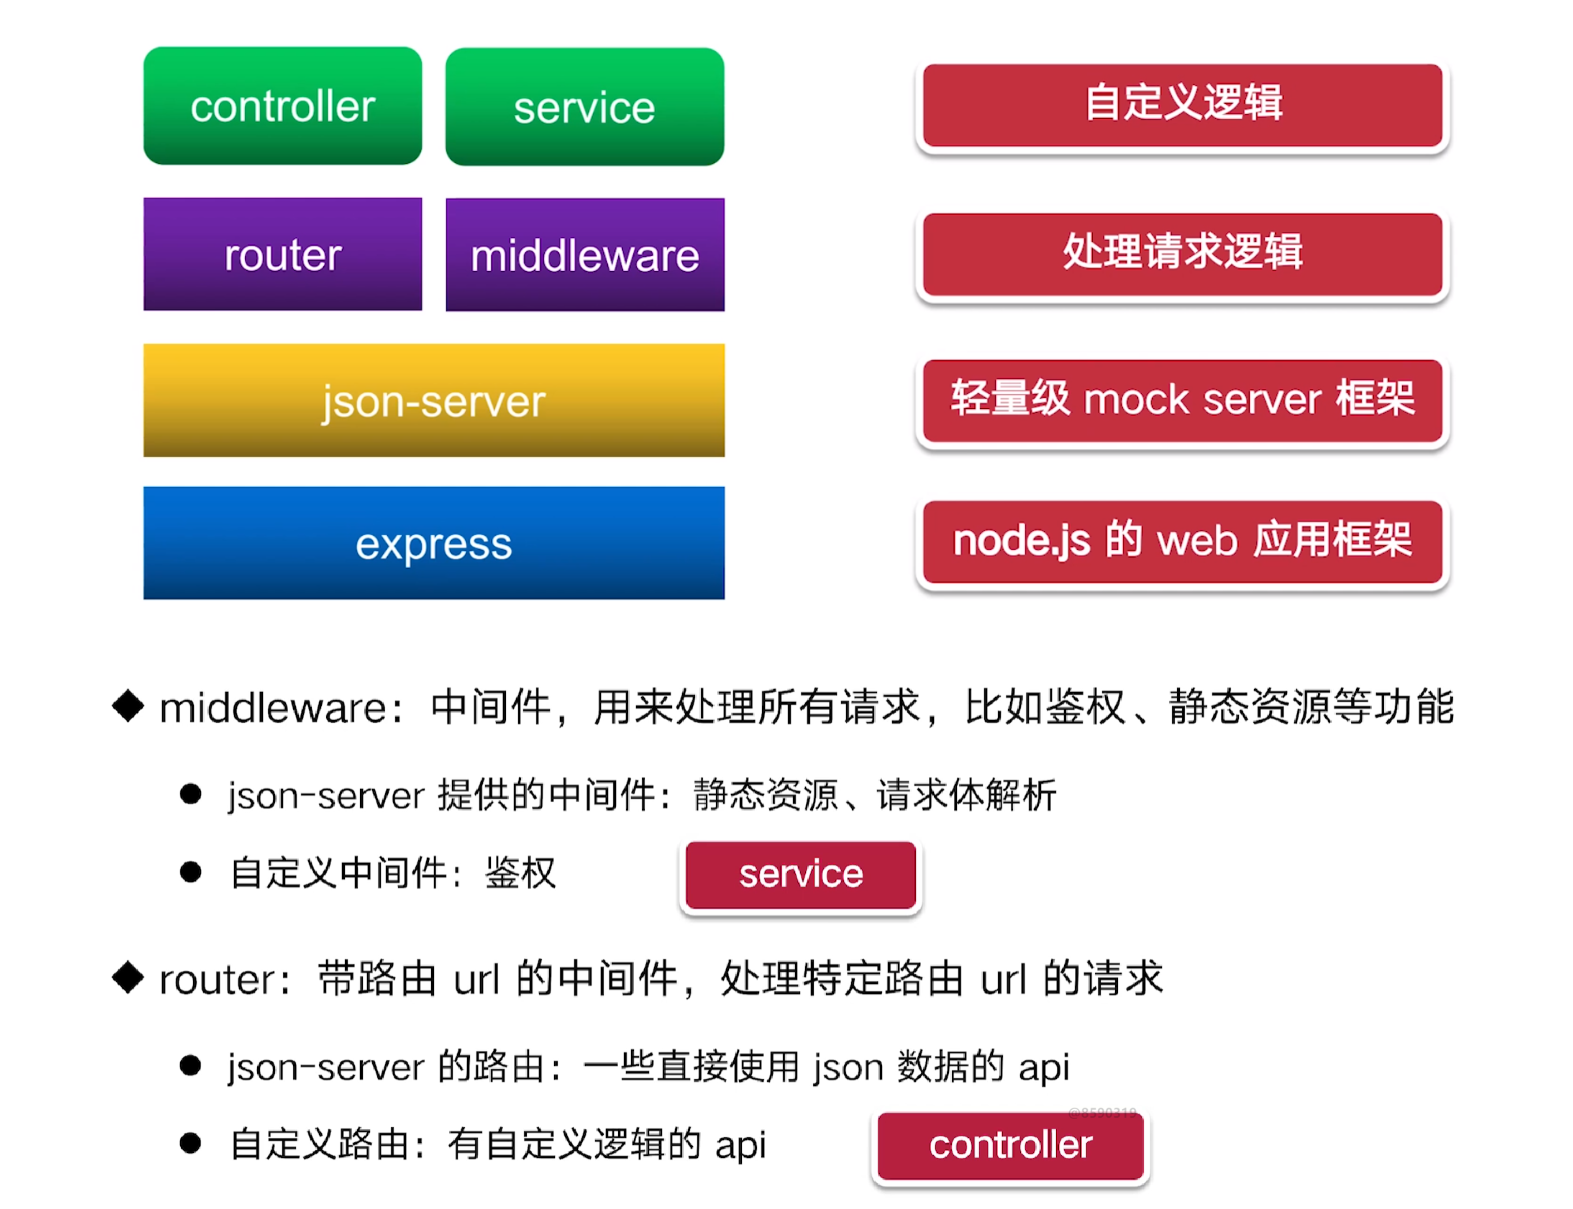 controller
service
自定义逻辑
router
middleware
处理请求逻辑
json-server
轻量级 mock server 框架
express
node.js 的 web 应用框架
◆ middleware：中间件，用来处理所有请求，比如鉴权、静态资源等功能
● json-server 提供的中间件：静态资源、请求体解析
● 自定义中间件：鉴权
service
◆ router：带路由 url 的中间件，处理特定路由 url 的请求
● json-server 的路由：一些直接使用 json 数据的 api
@8590319
● 自定义路由：有自定义逻辑的 api
controller